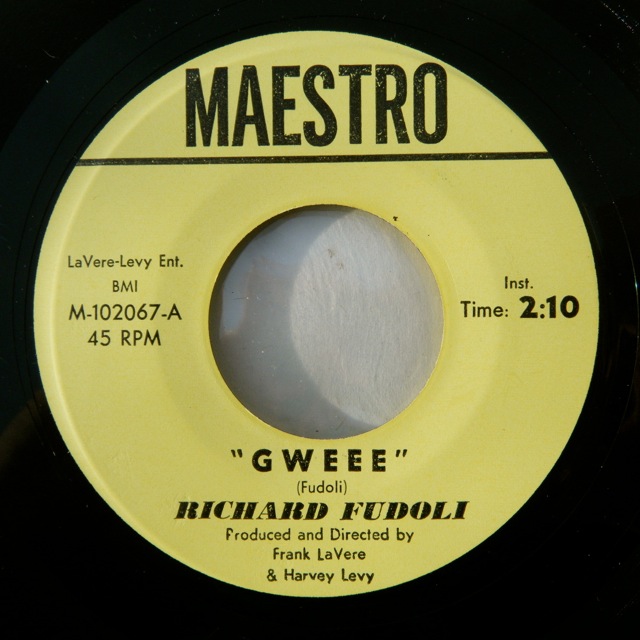 MAESTRO
LaVere-Levy Ent.
BMI
M-102067-A
45 RPM
Inst.
Time: 2:10
"GWEEE"
(Fudoli)
RICHARD FUDOLI
Produced and Directed by
Frank LaVere
& Harvey Levy